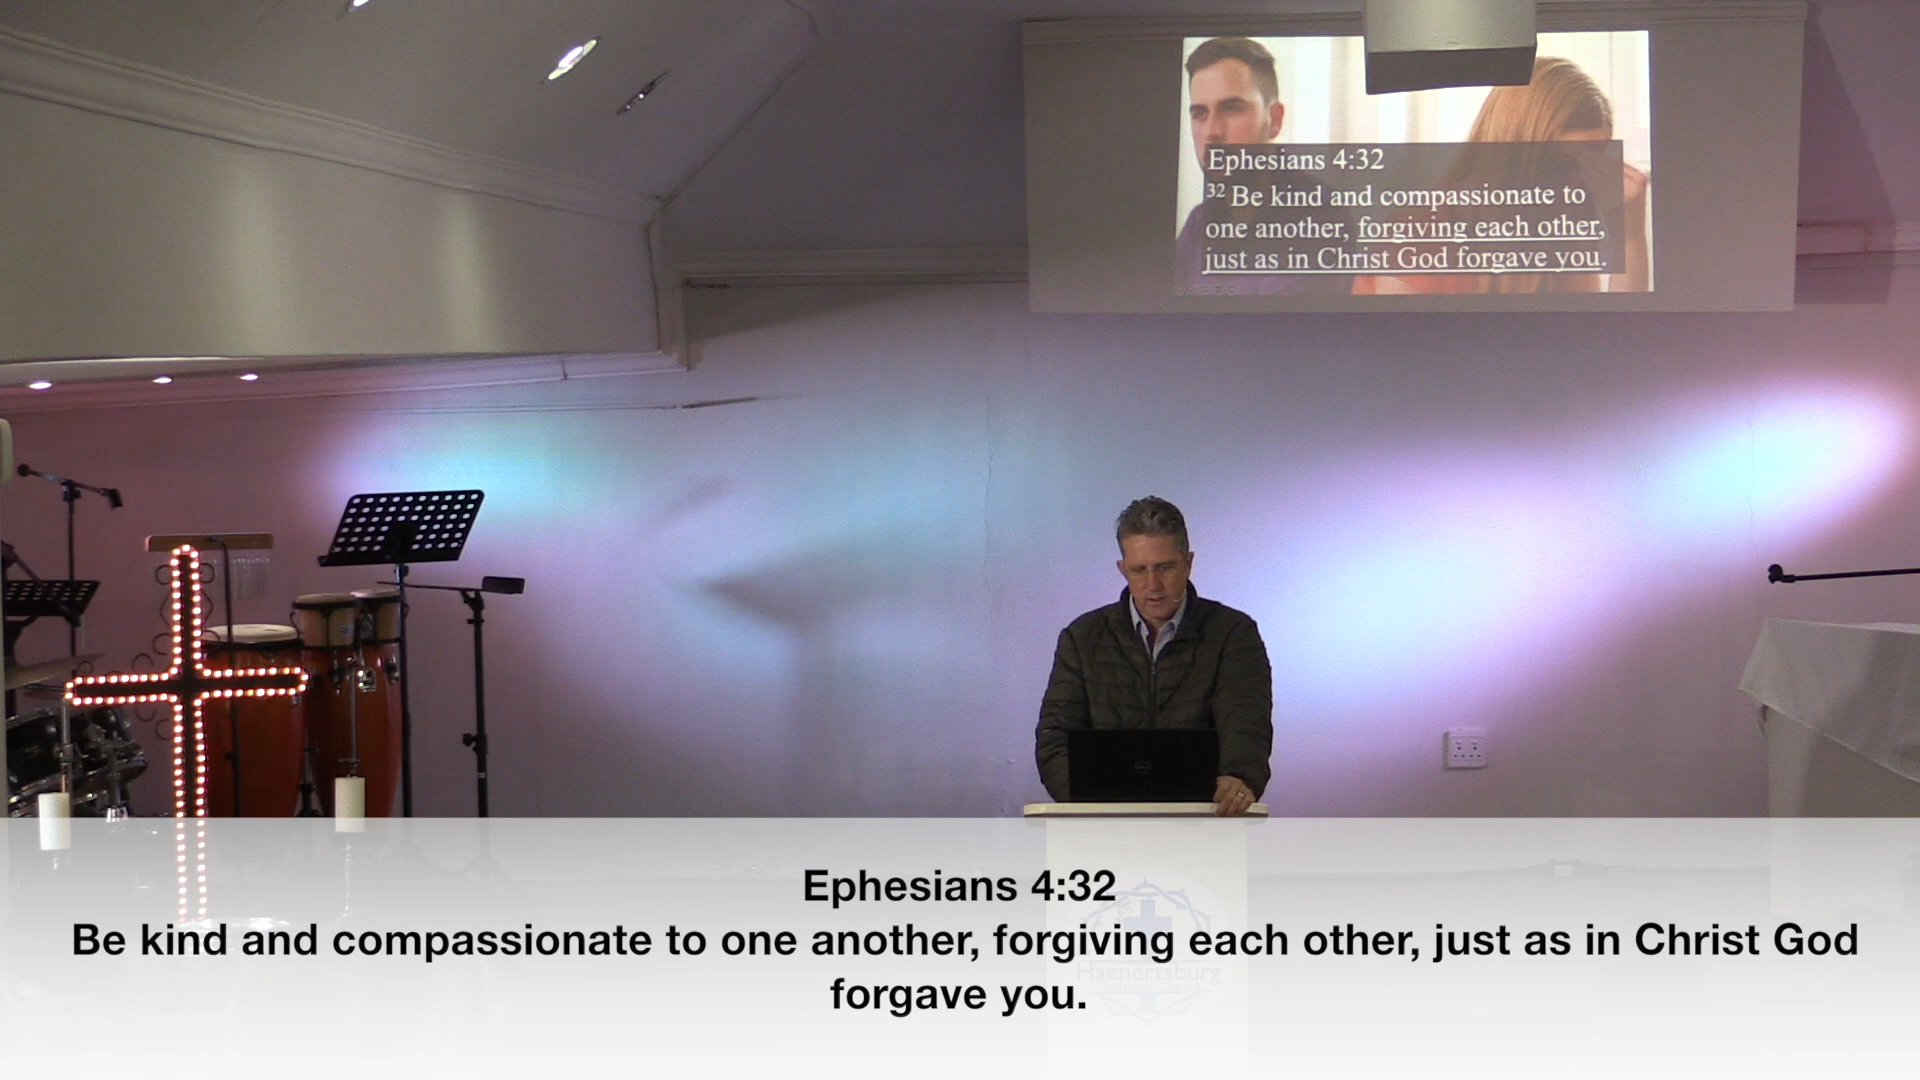 Ephesians 4:32
32 Be kind and compassionate to
one another, forgiving each other,
just as in Christ God forgave you.
Ephesians 4:32
Be kind and compassionate to one another, forgiving each other, just as in Christ God
forgave you.
Haenertsburg